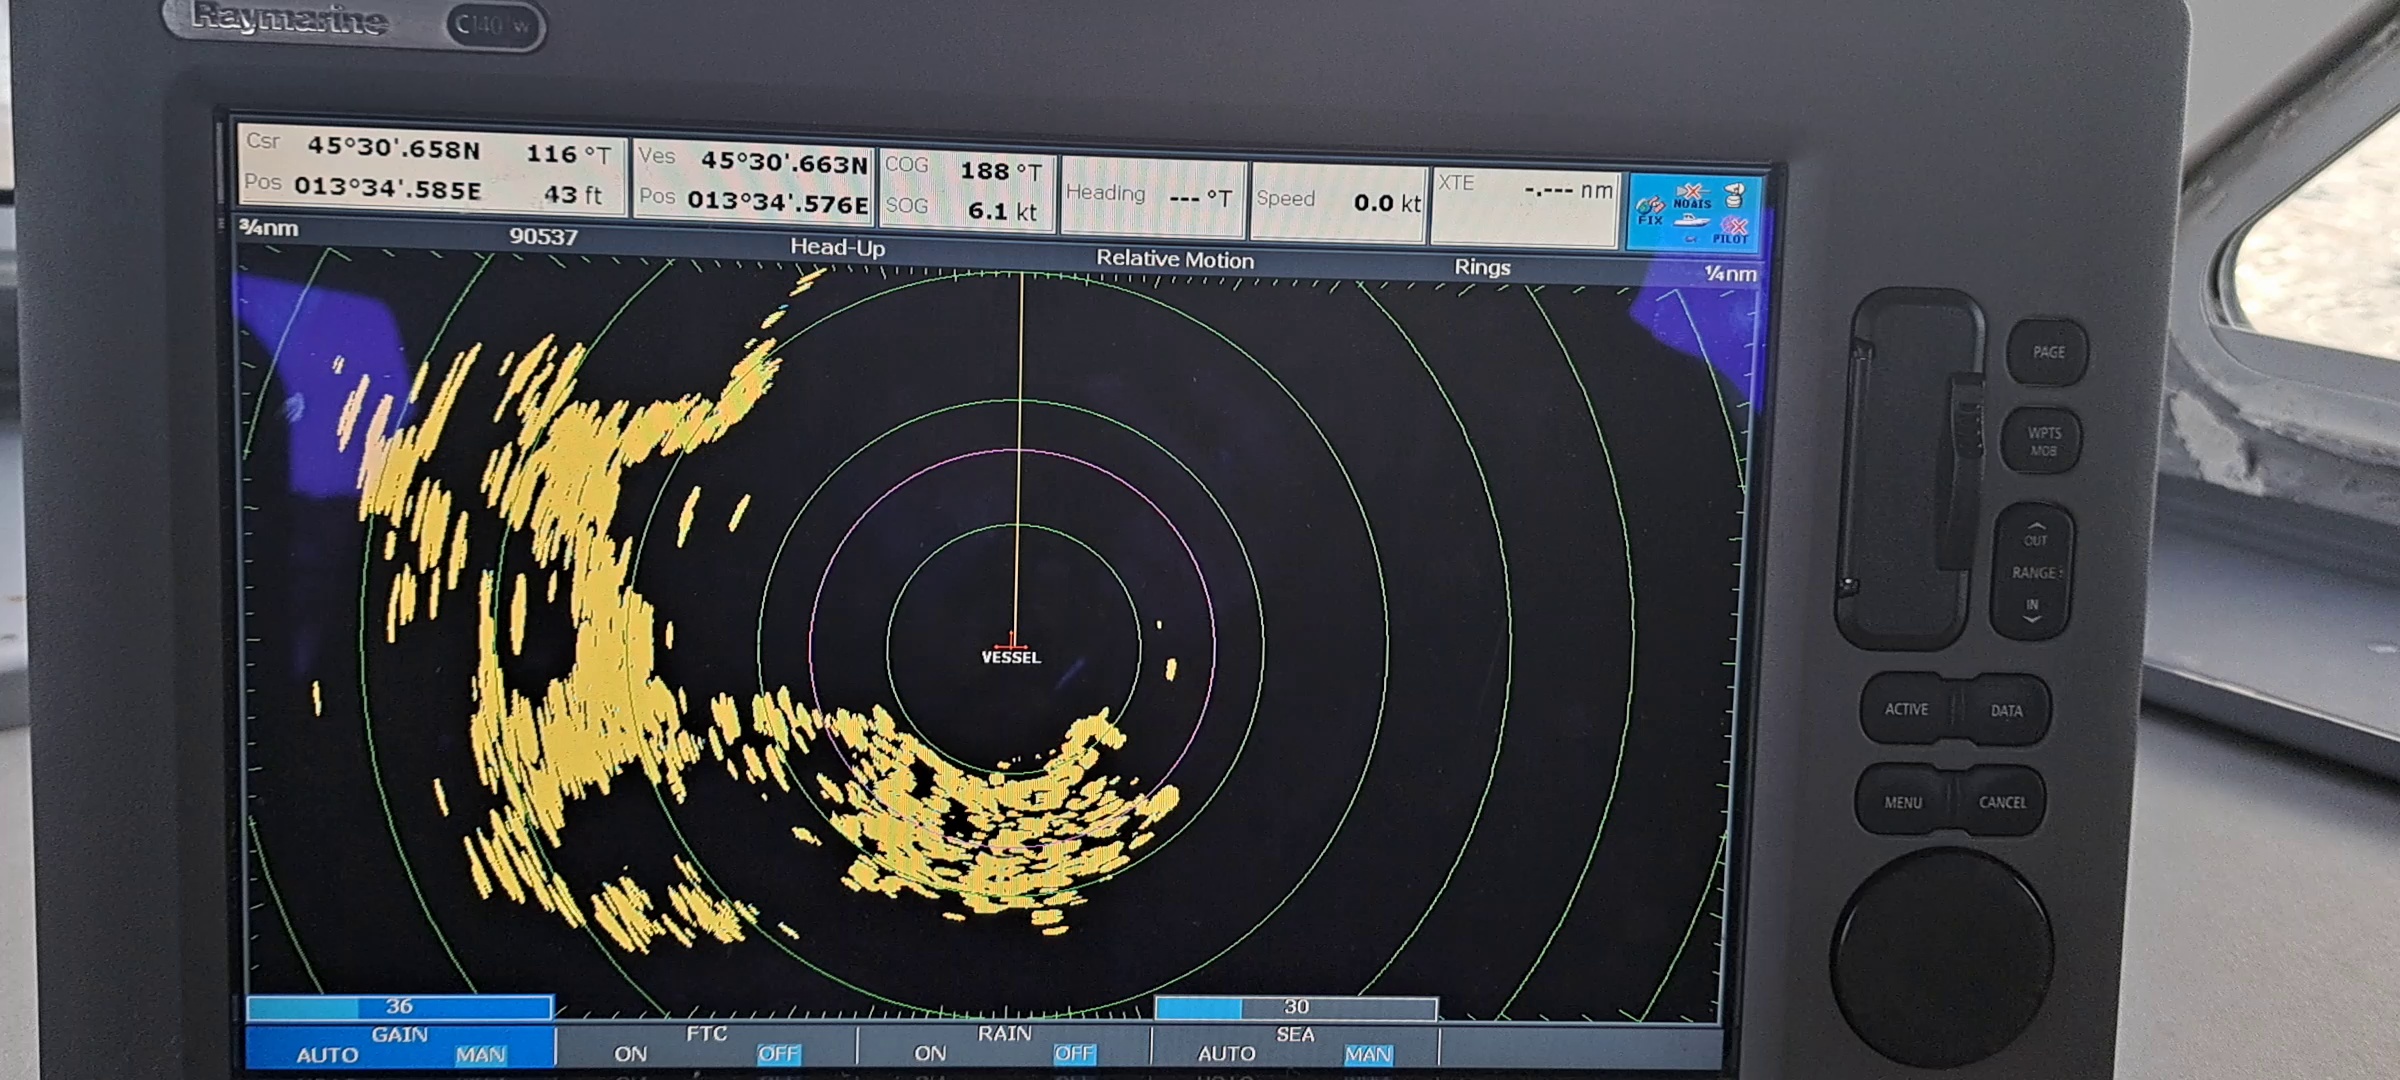 Raymarine C140W
Csr 45°30'.658N 116 °T
Pos 013°34'.585E 43 ft
Ves 45°30'.663N
Pos 013°34'.576E
COG 188 °T
SOG 6.1 kt
Heading --- °T
Speed 0.0 kt
XTE -.--- nm
FIX NOAIS PILOT
¾nm 90537 Head-Up Relative Motion Rings ¼nm
VESSEL
PAGE
WPTS
MOB
OUT
RANGE
IN
ACTIVE DATA
MENU CANCEL
36 30
GAIN FTC RAIN SEA
AUTO MAN ON OFF ON OFF AUTO MAN